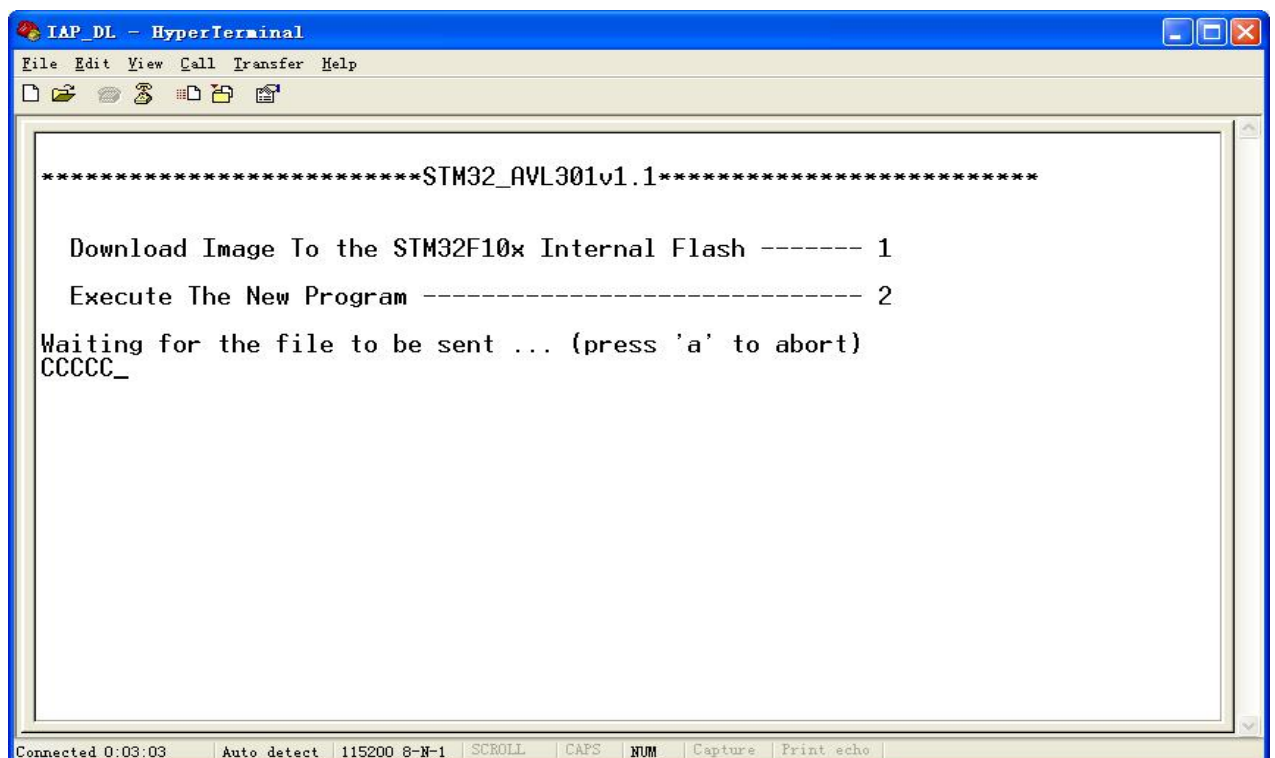 IAP_DL - HyperTerminal
File Edit View Call Transfer Help
**************************STM32_AVL301v1.1**************************
Download Image To the STM32F10x Internal Flash ------- 1
Execute The New Program ------------------------------ 2
Waiting for the file to be sent ... (press 'a' to abort)
CCCCC_
Connected 0:03:03 Auto detect 115200 8-N-1 SCROLL CAPS NUM Capture Print echo